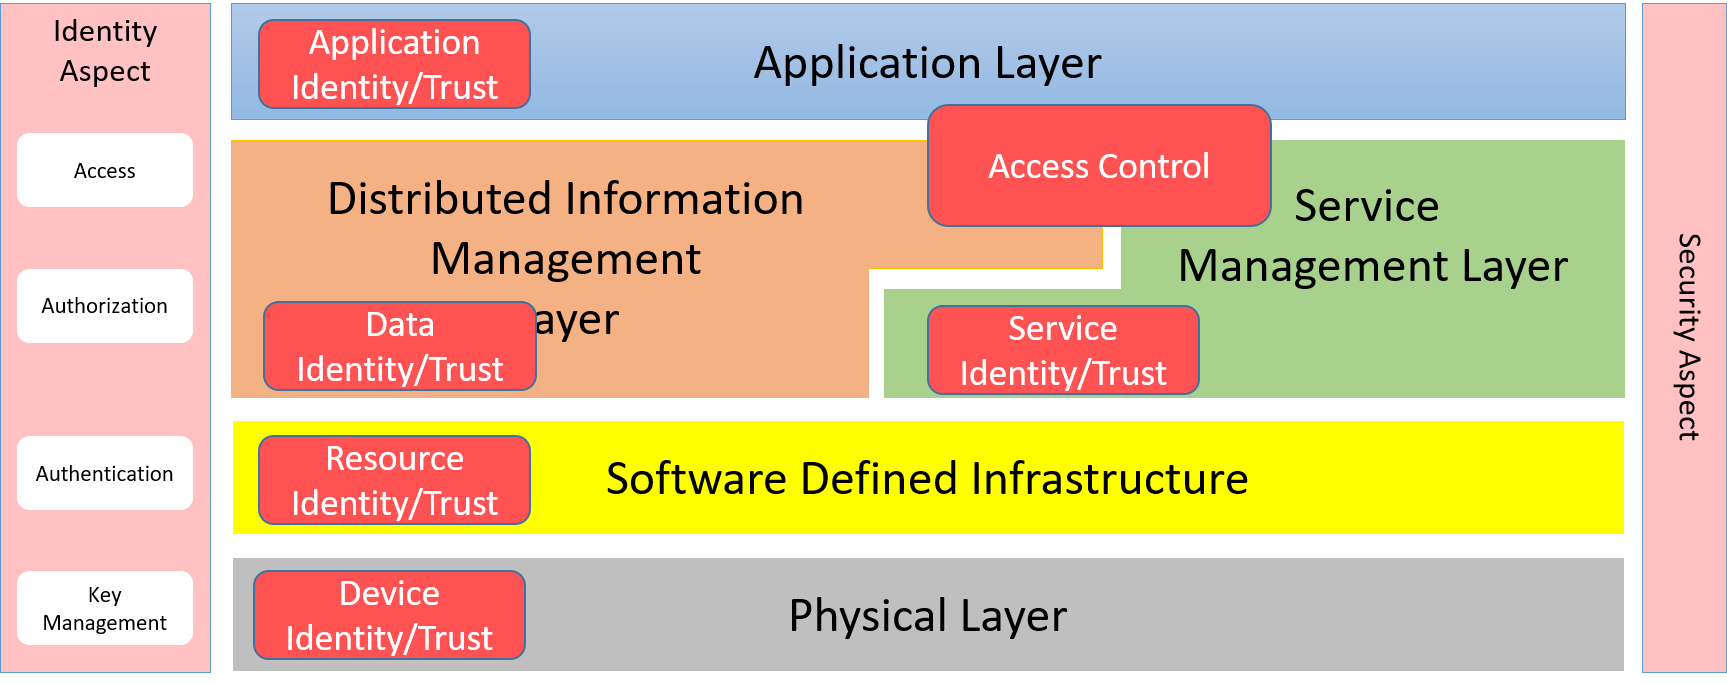 Identity
Aspect
Access
Authorization
Authentication
Key
Management
Application
Identity/Trust
Application Layer
Access Control
Distributed Information
Management
ayer
Data
Identity/Trust
Service
Management Layer
Service
Identity/Trust
Resource
Identity/Trust
Software Defined Infrastructure
Device
Identity/Trust
Physical Layer
Security Aspect